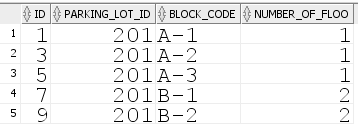 ID PARKING_LOT_ID BLOCK_CODE NUMBER_OF_FLOO
1 1 201 A-1 1
2 3 201 A-2 1
3 5 201 A-3 1
4 7 201 B-1 2
5 9 201 B-2 2